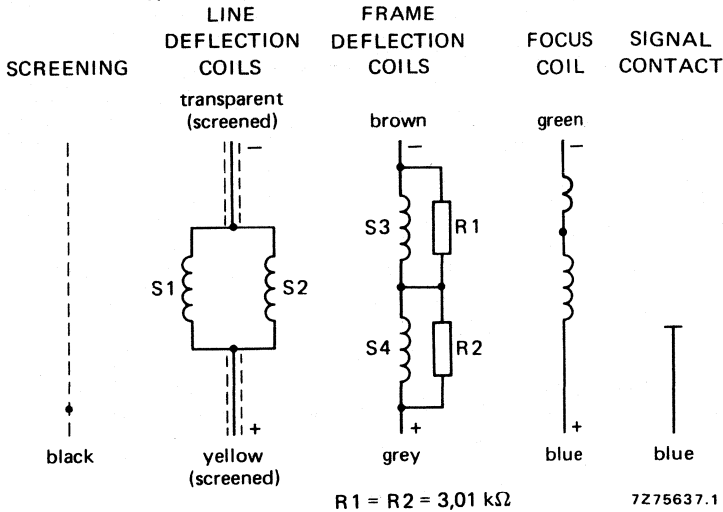 SCREENING
LINE
DEFLECTION
COILS
FRAME
DEFLECTION
COILS
FOCUS
COIL
SIGNAL
CONTACT
transparent
(screened)
brown
green
−
−
−
S1
S2
S3
R1
S4
R2
+
+
+
black
yellow
(screened)
grey
blue
blue
R1 = R2 = 3,01 kΩ
7Z75637.1